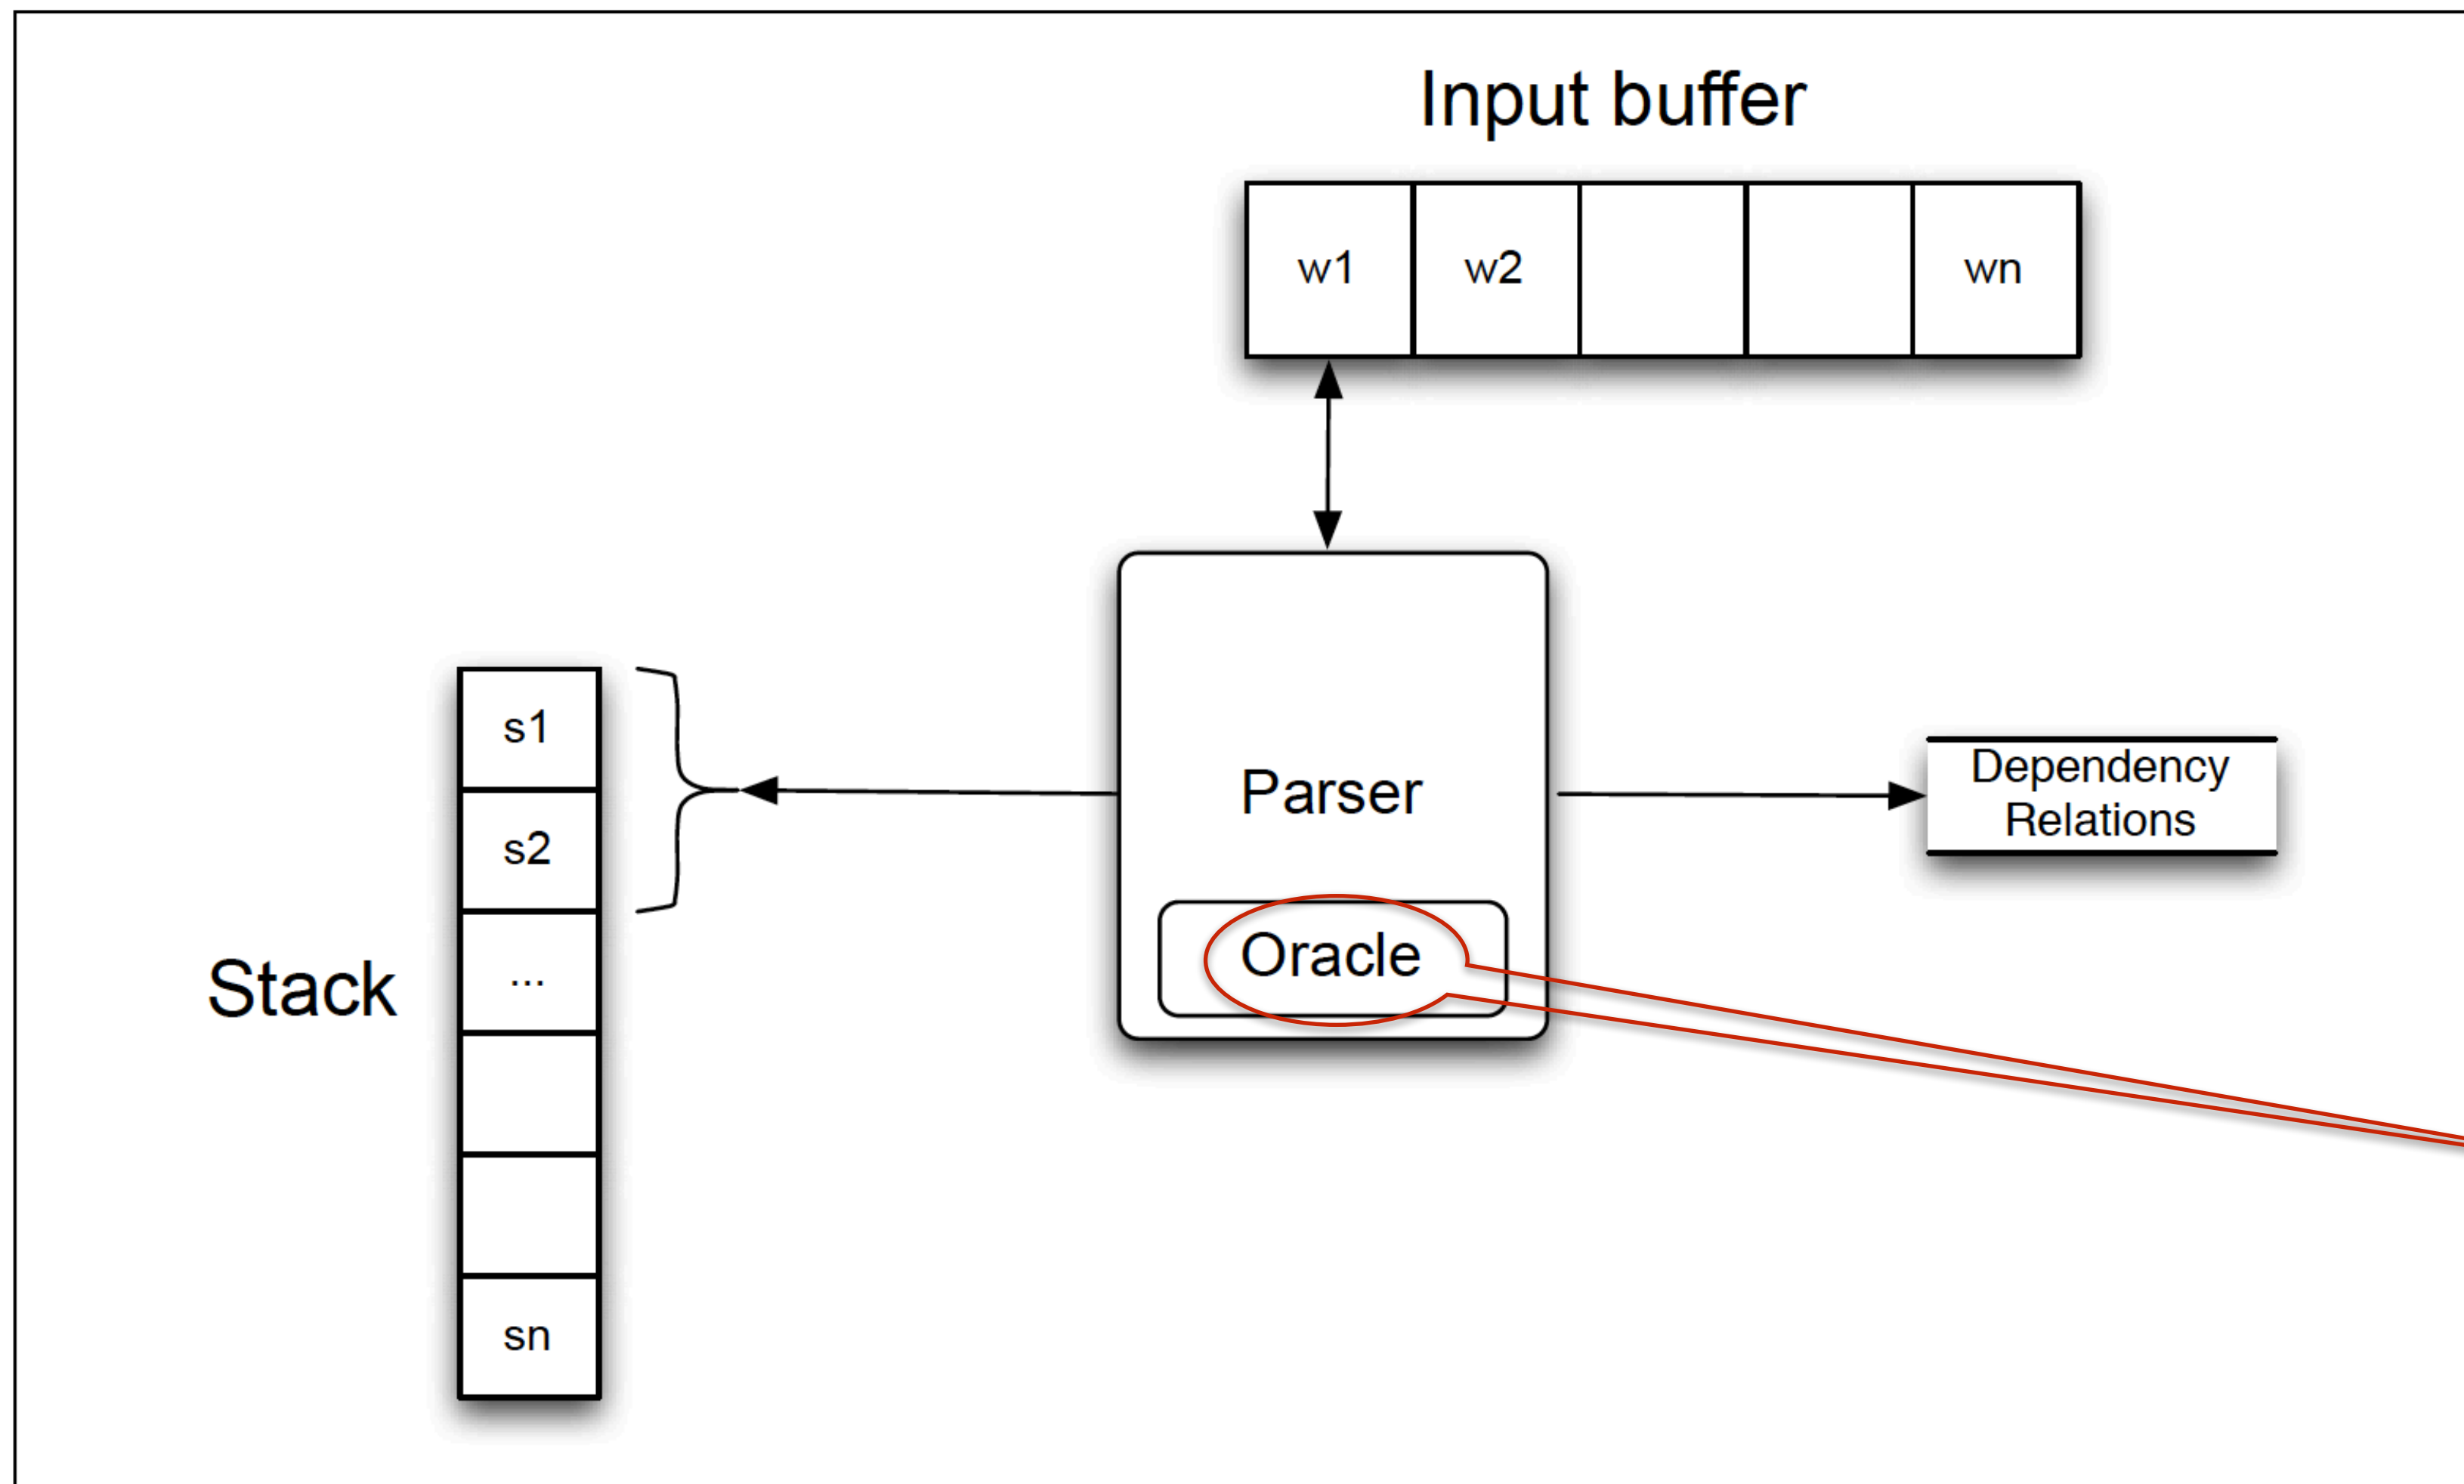 Input buffer
w1 w2 wn
s1
s2
...
sn
Stack
Parser
Oracle
Dependency
Relations